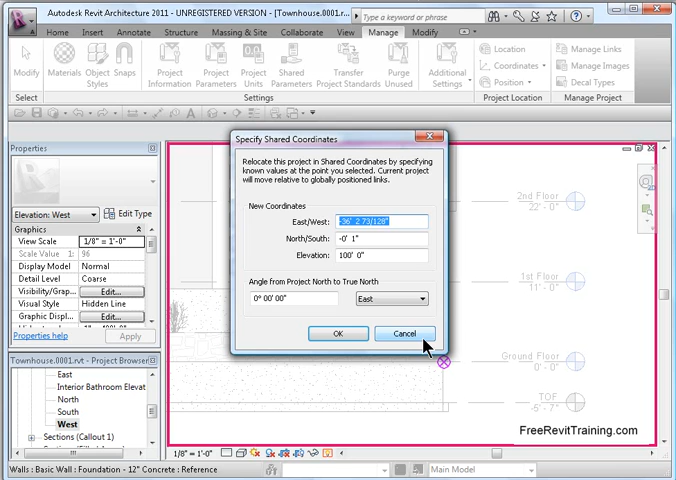 Autodesk Revit Architecture 2011 - UNREGISTERED VERSION - [Townhouse.0001.r...
Type a keyword or phrase
Home Insert Annotate Structure Massing & Site Collaborate View Manage Modify
Modify
Materials
Object
Styles
Snaps
Project
Information
Project
Parameters
Project
Units
Shared
Parameters
Transfer
Project Standards
Purge
Unused
Additional
Settings
Location
Coordinates
Position
Manage Links
Manage Images
Decal Types
Select Settings Project Location Manage Project
Properties
Elevation: West Edit Type
Graphics
View Scale 1/8" = 1'-0"
Scale Value 96
Display Model Normal
Detail Level Coarse
Visibility/Grap... Edit...
Visual Style Hidden Line
Graphic Displ... Edit...
Properties help Apply
Townhouse.0001.rvt - Project Browser
East
Interior Bathroom Elevat
North
South
West
Sections (Callout 1)
Specify Shared Coordinates
Relocate this project in Shared Coordinates by specifying
known values at the point you selected. Current project
will move relative to globally positioned links.
New Coordinates
East/West: -36' 2 73/128"
North/South: -0' 1"
Elevation: 100' 0"
Angle from Project North to True North
0° 00' 00" East
OK Cancel
2nd Floor
22' - 0"
1st Floor
Ground Floor
0' - 0"
TOF
-5' - 7"
FreeRevitTraining.com
1/8" = 1'-0"
Walls : Basic Wall : Foundation - 12" Concrete : Reference
Main Model